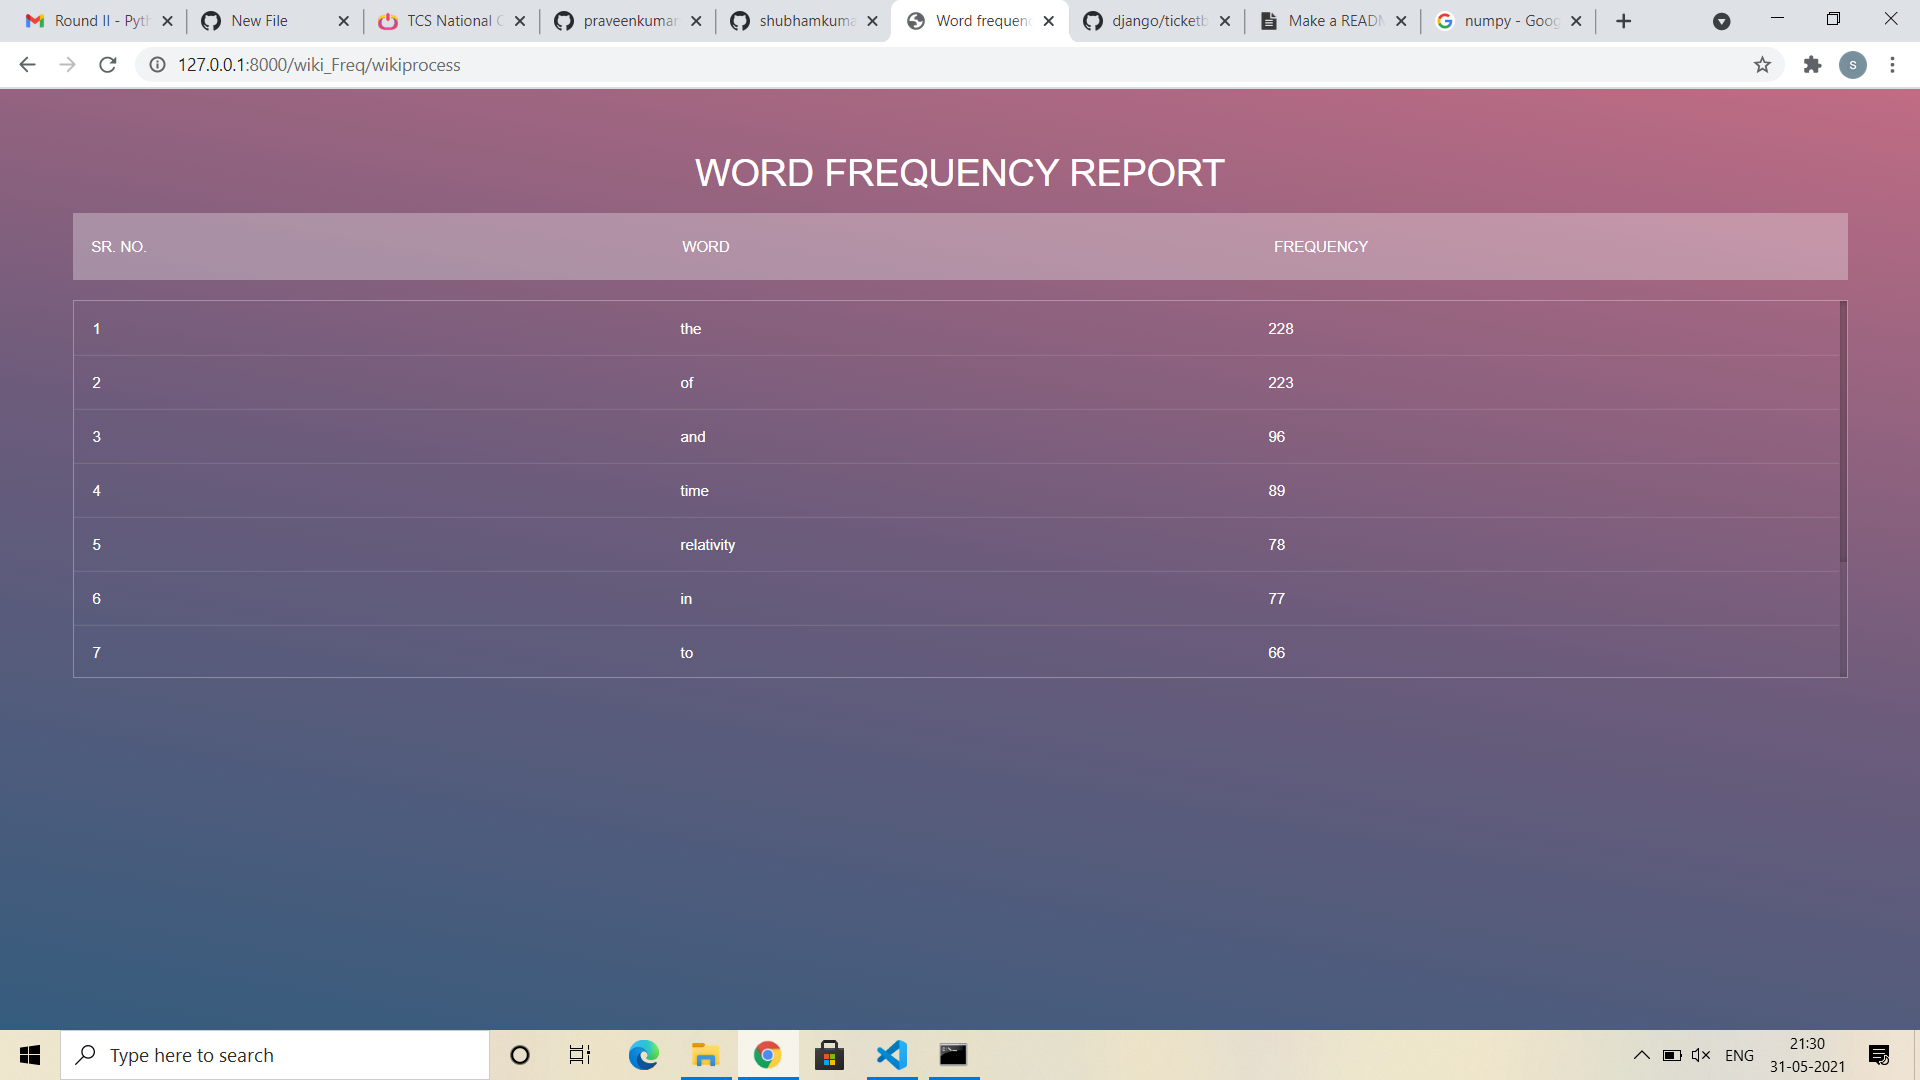 Round II - Pyth
New File
TCS National
praveenkumar
shubhamkuma
Word frequen
django/ticketb
Make a READM
numpy - Goog
127.0.0.1:8000/wiki_Freq/wikiprocess
s
WORD FREQUENCY REPORT
SR. NO. WORD FREQUENCY
1 the 228
2 of 223
3 and 96
4 time 89
5 relativity 78
6 in 77
7 to 66
Type here to search
ENG
21:30
31-05-2021